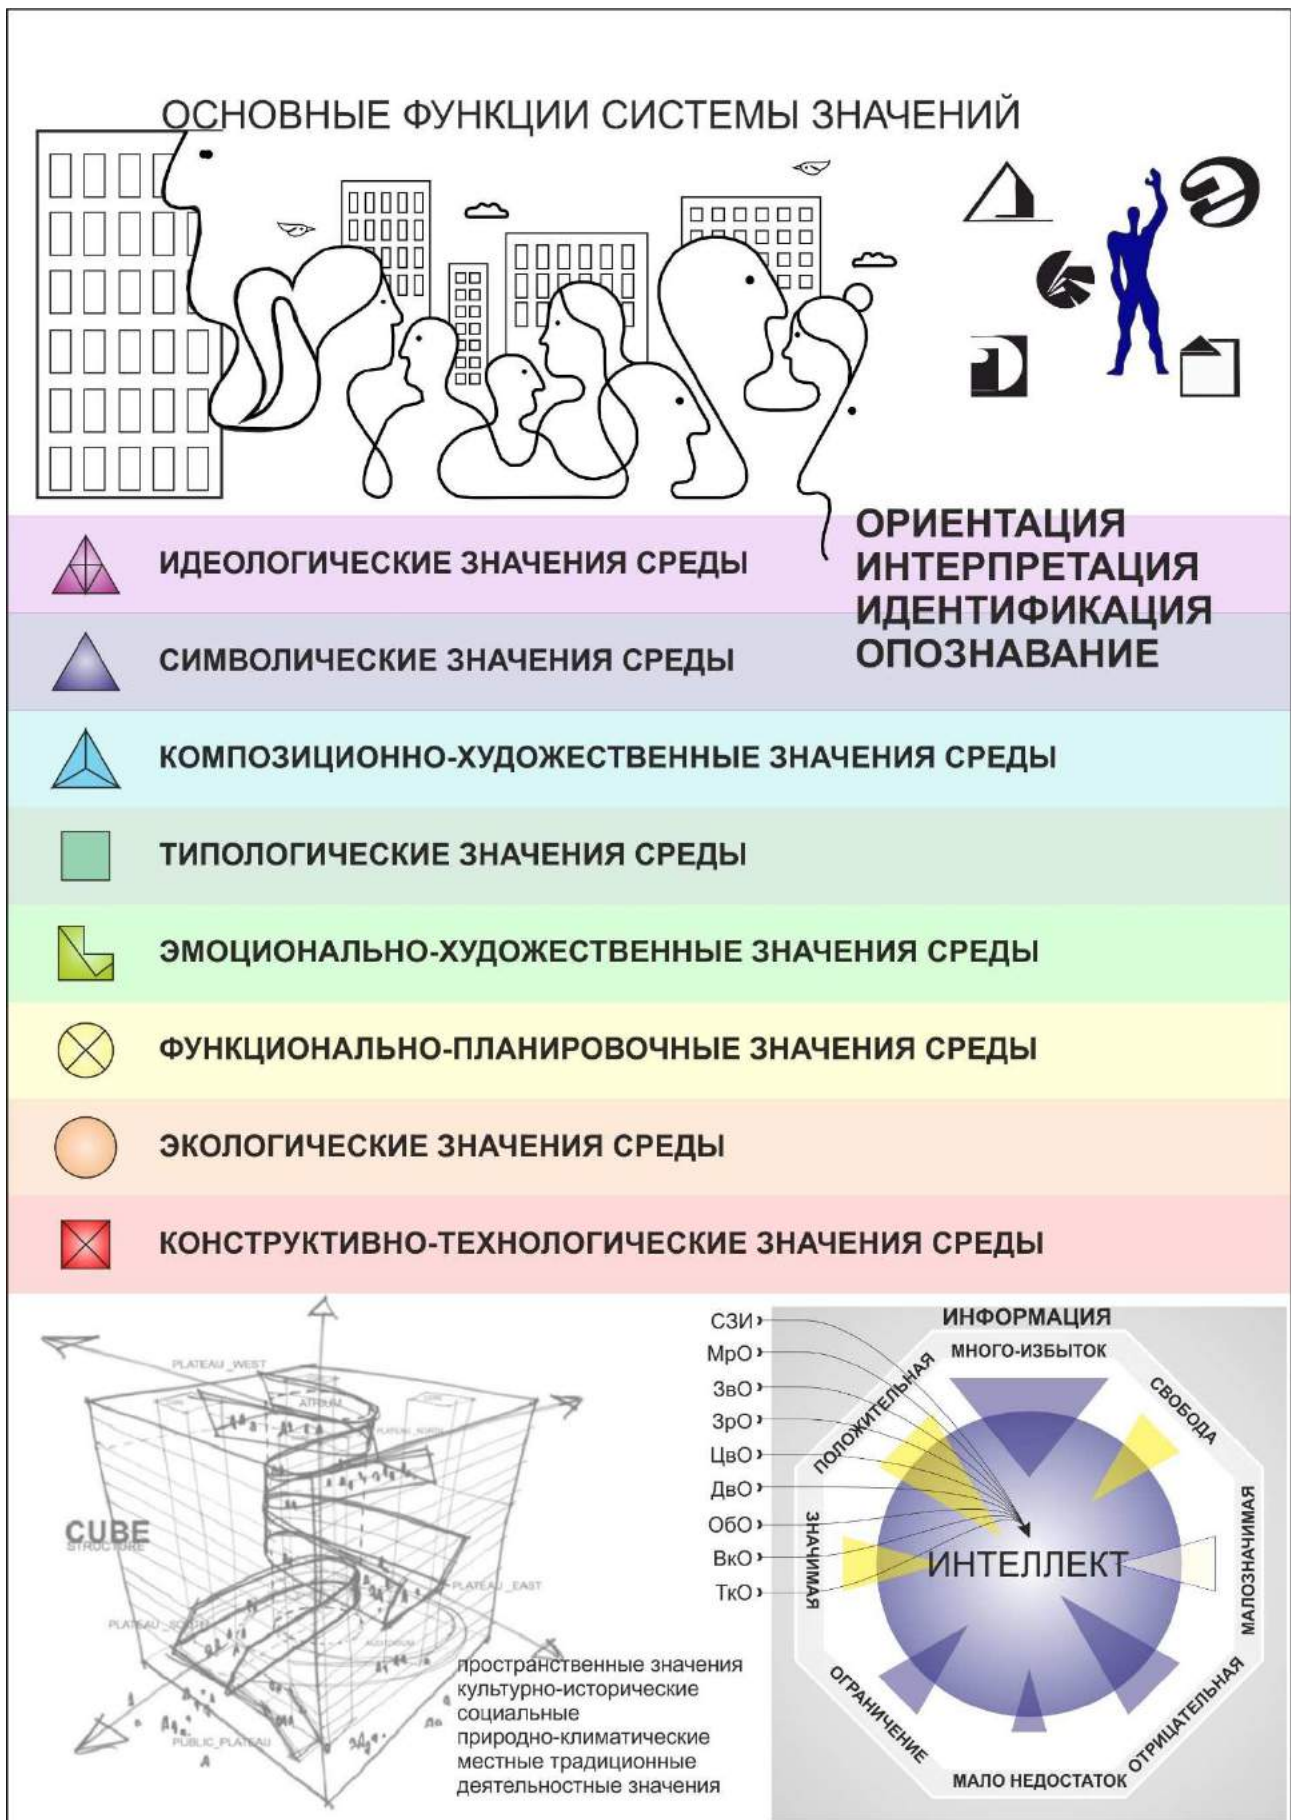 ОСНОВНЫЕ ФУНКЦИИ СИСТЕМЫ ЗНАЧЕНИЙ
ОРИЕНТАЦИЯ
ИНТЕРПРЕТАЦИЯ
ИДЕНТИФИКАЦИЯ
ОПОЗНАВАНИЕ
ИДЕОЛОГИЧЕСКИЕ ЗНАЧЕНИЯ СРЕДЫ
СИМВОЛИЧЕСКИЕ ЗНАЧЕНИЯ СРЕДЫ
КОМПОЗИЦИОННО-ХУДОЖЕСТВЕННЫЕ ЗНАЧЕНИЯ СРЕДЫ
ТИПОЛОГИЧЕСКИЕ ЗНАЧЕНИЯ СРЕДЫ
ЭМОЦИОНАЛЬНО-ХУДОЖЕСТВЕННЫЕ ЗНАЧЕНИЯ СРЕДЫ
ФУНКЦИОНАЛЬНО-ПЛАНИРОВОЧНЫЕ ЗНАЧЕНИЯ СРЕДЫ
ЭКОЛОГИЧЕСКИЕ ЗНАЧЕНИЯ СРЕДЫ
КОНСТРУКТИВНО-ТЕХНОЛОГИЧЕСКИЕ ЗНАЧЕНИЯ СРЕДЫ
PLATEAU_WEST
ATRIUM
PLATEAU_NORTH
CUBE
STRUCTURE
PLATEAU_EAST
AUDITORIUM
PUBLIC_PLATEAU
пространственные значения
культурно-исторические
социальные
природно-климатические
местные традиционные
деятельностные значения
СЗИ
МрО
ЗвО
ЗрО
ЦвО
ДвО
ОбО
ВкО
ТкО
ИНФОРМАЦИЯ
МНОГО-ИЗБЫТОК
ПОЛОЖИТЕЛЬНАЯ
СВОБОДА
ЗНАЧИМАЯ
ИНТЕЛЛЕКТ
МАЛОЗНАЧИМАЯ
ОГРАНИЧЕНИЕ
ОТРИЦАТЕЛЬНАЯ
МАЛО НЕДОСТАТОК